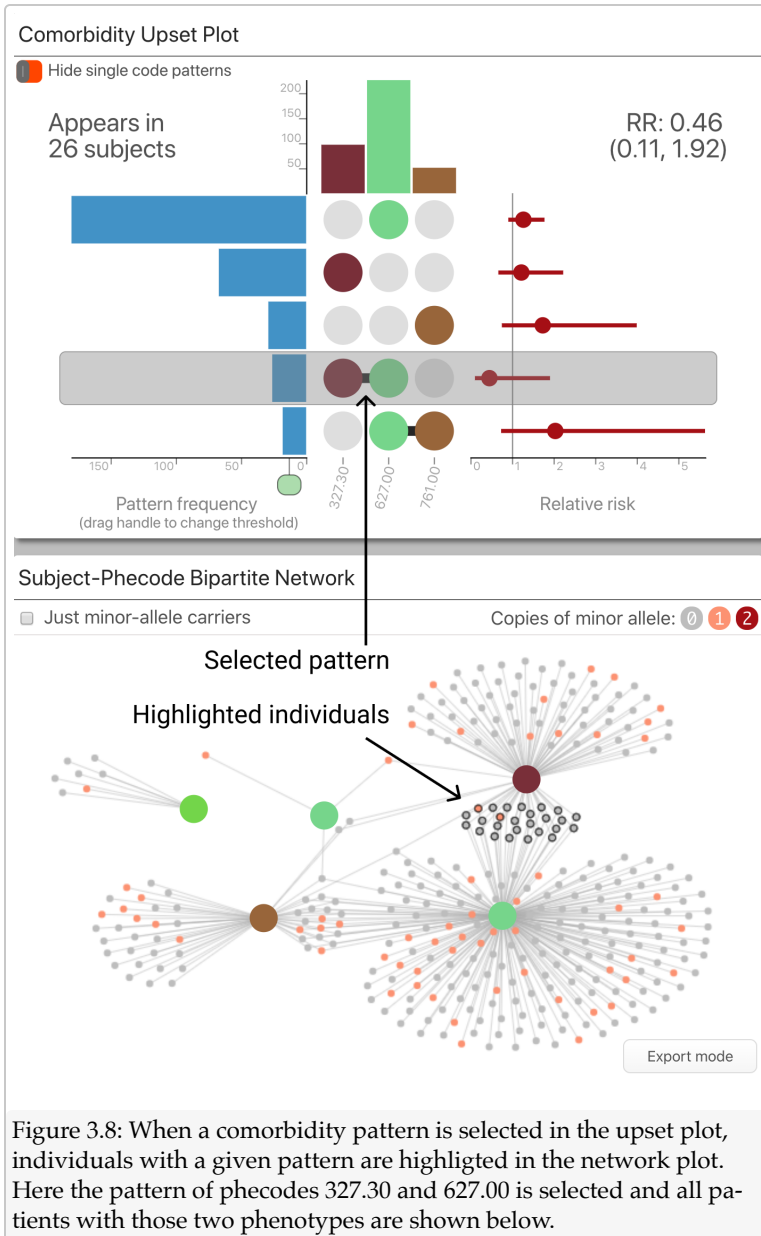 Comorbidity Upset Plot
Hide single code patterns
Appears in
26 subjects
200
150
100
50
RR: 0.46
(0.11, 1.92)
150
100
50
0
327.30
627.00
761.00
0
1
2
3
4
5
Pattern frequency
(drag handle to change threshold)
Relative risk
Subject-Phecode Bipartite Network
Just minor-allele carriers
Copies of minor allele: 0 1 2
Selected pattern
Highlighted individuals
Export mode
Figure 3.8: When a comorbidity pattern is selected in the upset plot,
individuals with a given pattern are highligted in the network plot.
Here the pattern of phecodes 327.30 and 627.00 is selected and all pa-
tients with those two phenotypes are shown below.